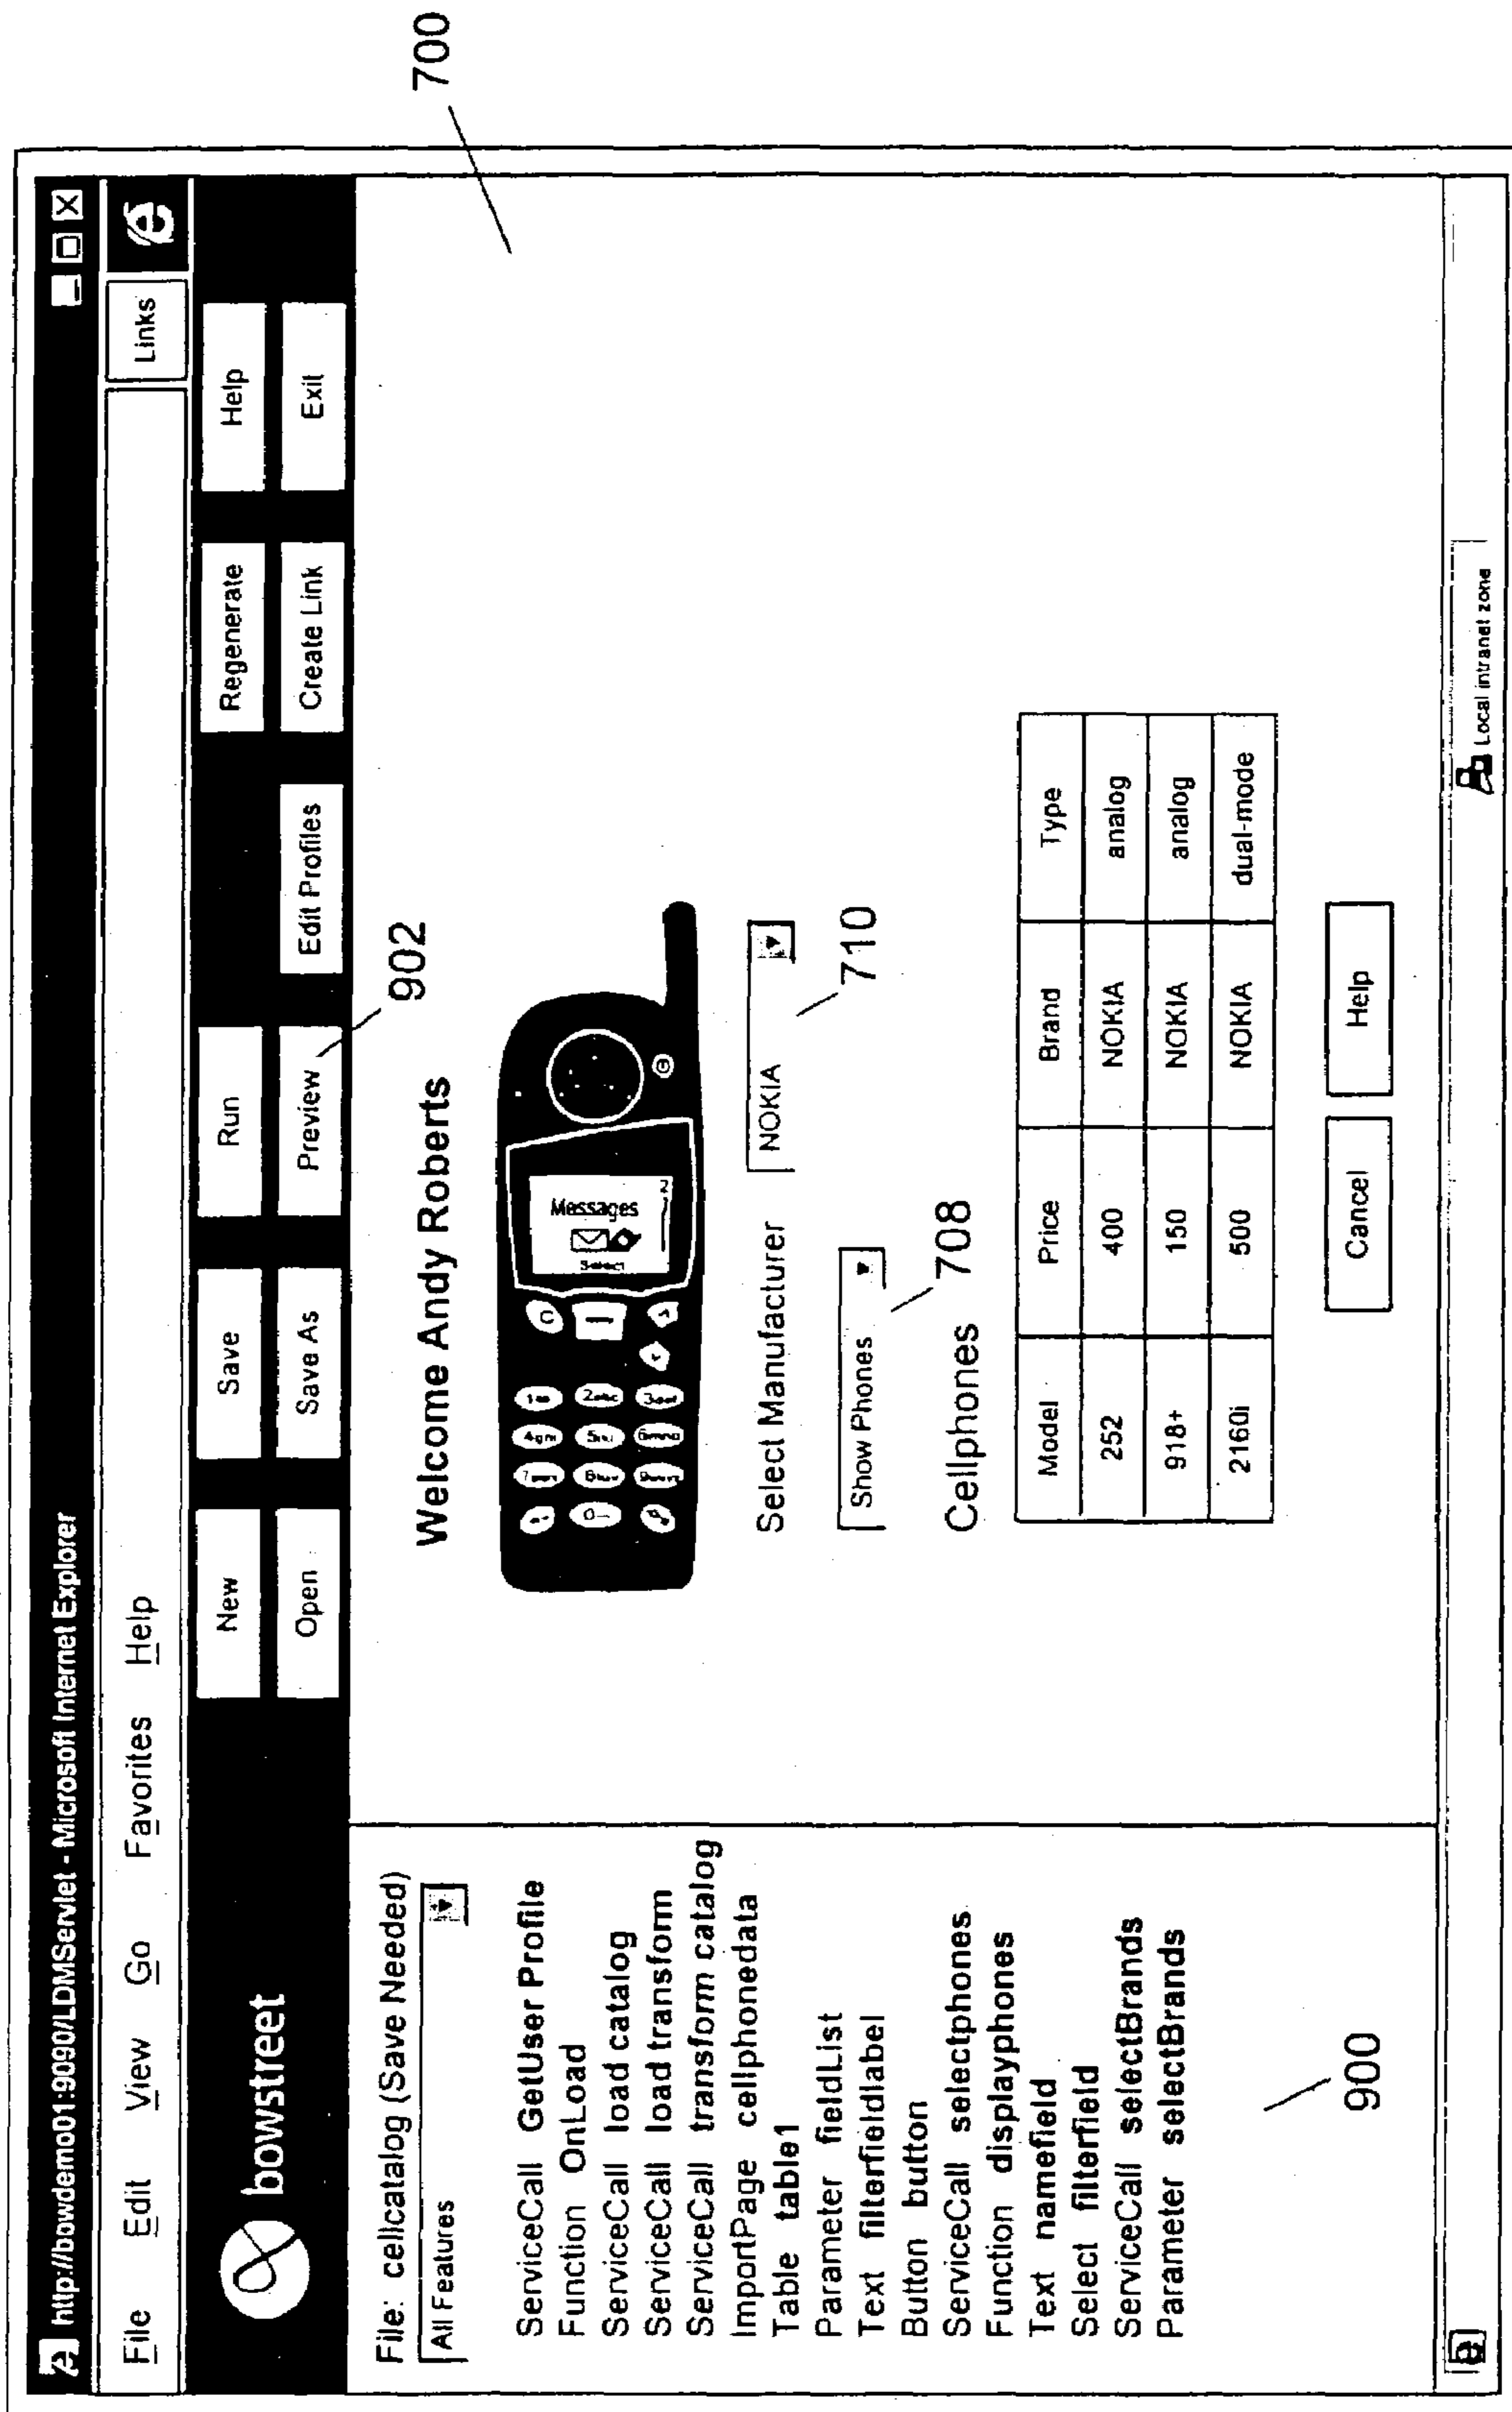 http://bowdemo01:9090/LDMServlet - Microsoft Internet Explorer
File Edit View Go Favorites Help
Links
bowstreet
New Save Run Regenerate Help
Open Save As Preview Edit Profiles Create Link Exit
902
700
File: cellcatalog (Save Needed)
All Features
ServiceCall GetUser Profile
Function OnLoad
ServiceCall load catalog
ServiceCall load transform
ServiceCall transform catalog
ImportPage cellphonedata
Table table1
Parameter fieldList
Text filterfieldlabel
Button button
ServiceCall selectphones
Function displayphones
Text namefield
Select filterfield
ServiceCall selectBrands
Parameter selectBrands
900
Welcome Andy Roberts
Messages
Select
2
Select Manufacturer NOKIA
710
Show Phones
708
Cellphones
Model Price Brand Type
252 400 NOKIA analog
918+ 150 NOKIA analog
2160i 500 NOKIA dual-mode
Cancel Help
Local intranet zone